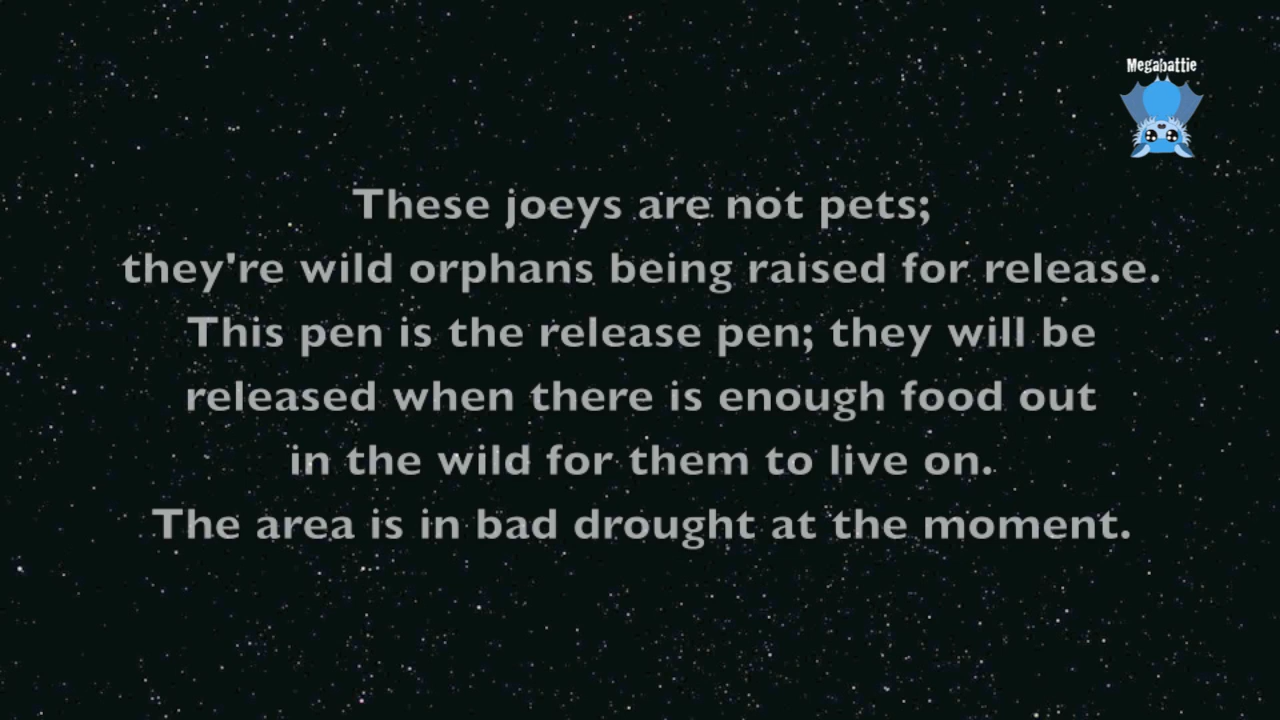 Megabattie
These joeys are not pets;
they're wild orphans being raised for release.
This pen is the release pen; they will be
released when there is enough food out
in the wild for them to live on.
The area is in bad drought at the moment.